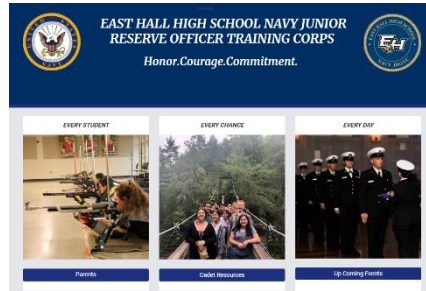 EAST HALL HIGH SCHOOL NAVY JUNIOR
RESERVE OFFICER TRAINING CORPS
Honor.Courage.Commitment.
EVERY STUDENT
EVERY CHANCE
EVERY DAY
Parents
Cadet Resources
Up Coming Events